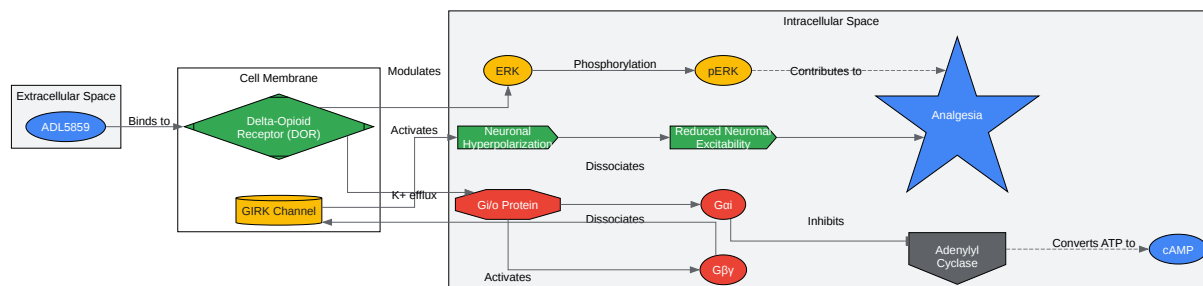 Intracellular Space
Cell Membrane
Extracellular Space
ADL5859
Binds to
Delta-Opioid
Receptor (DOR)
GIRK Channel
Modulates
ERK
Phosphorylation
pERK
Contributes to
Analgesia
Activates
Neuronal
Hyperpolarization
Reduced Neuronal
Excitability
Dissociates
K+ efflux
Gi/o Protein
Gαi
Dissociates
Inhibits
Adenylyl
Cyclase
Converts ATP to
cAMP
Gβγ
Activates